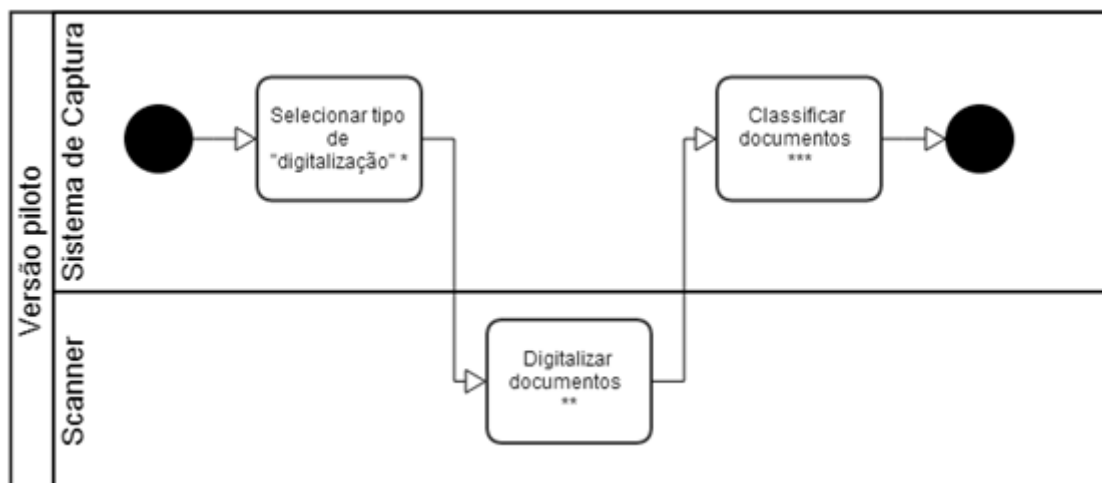 Versão piloto
Sistema de Captura
Selecionar tipo
de
"digitalização" *
Classificar
documentos
***
Scanner
Digitalizar
documentos
**